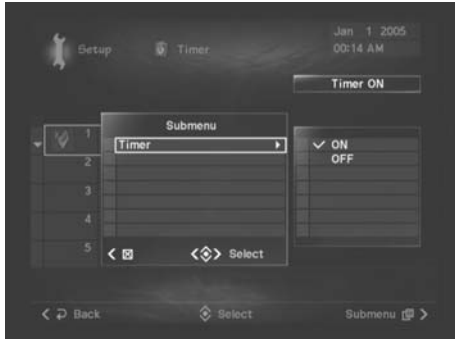 Jan 1 2005
Setup Timer 00:14 AM
Timer ON
Submenu
1 Timer ON
2 OFF
3
4
5
Select
Back Select Submenu